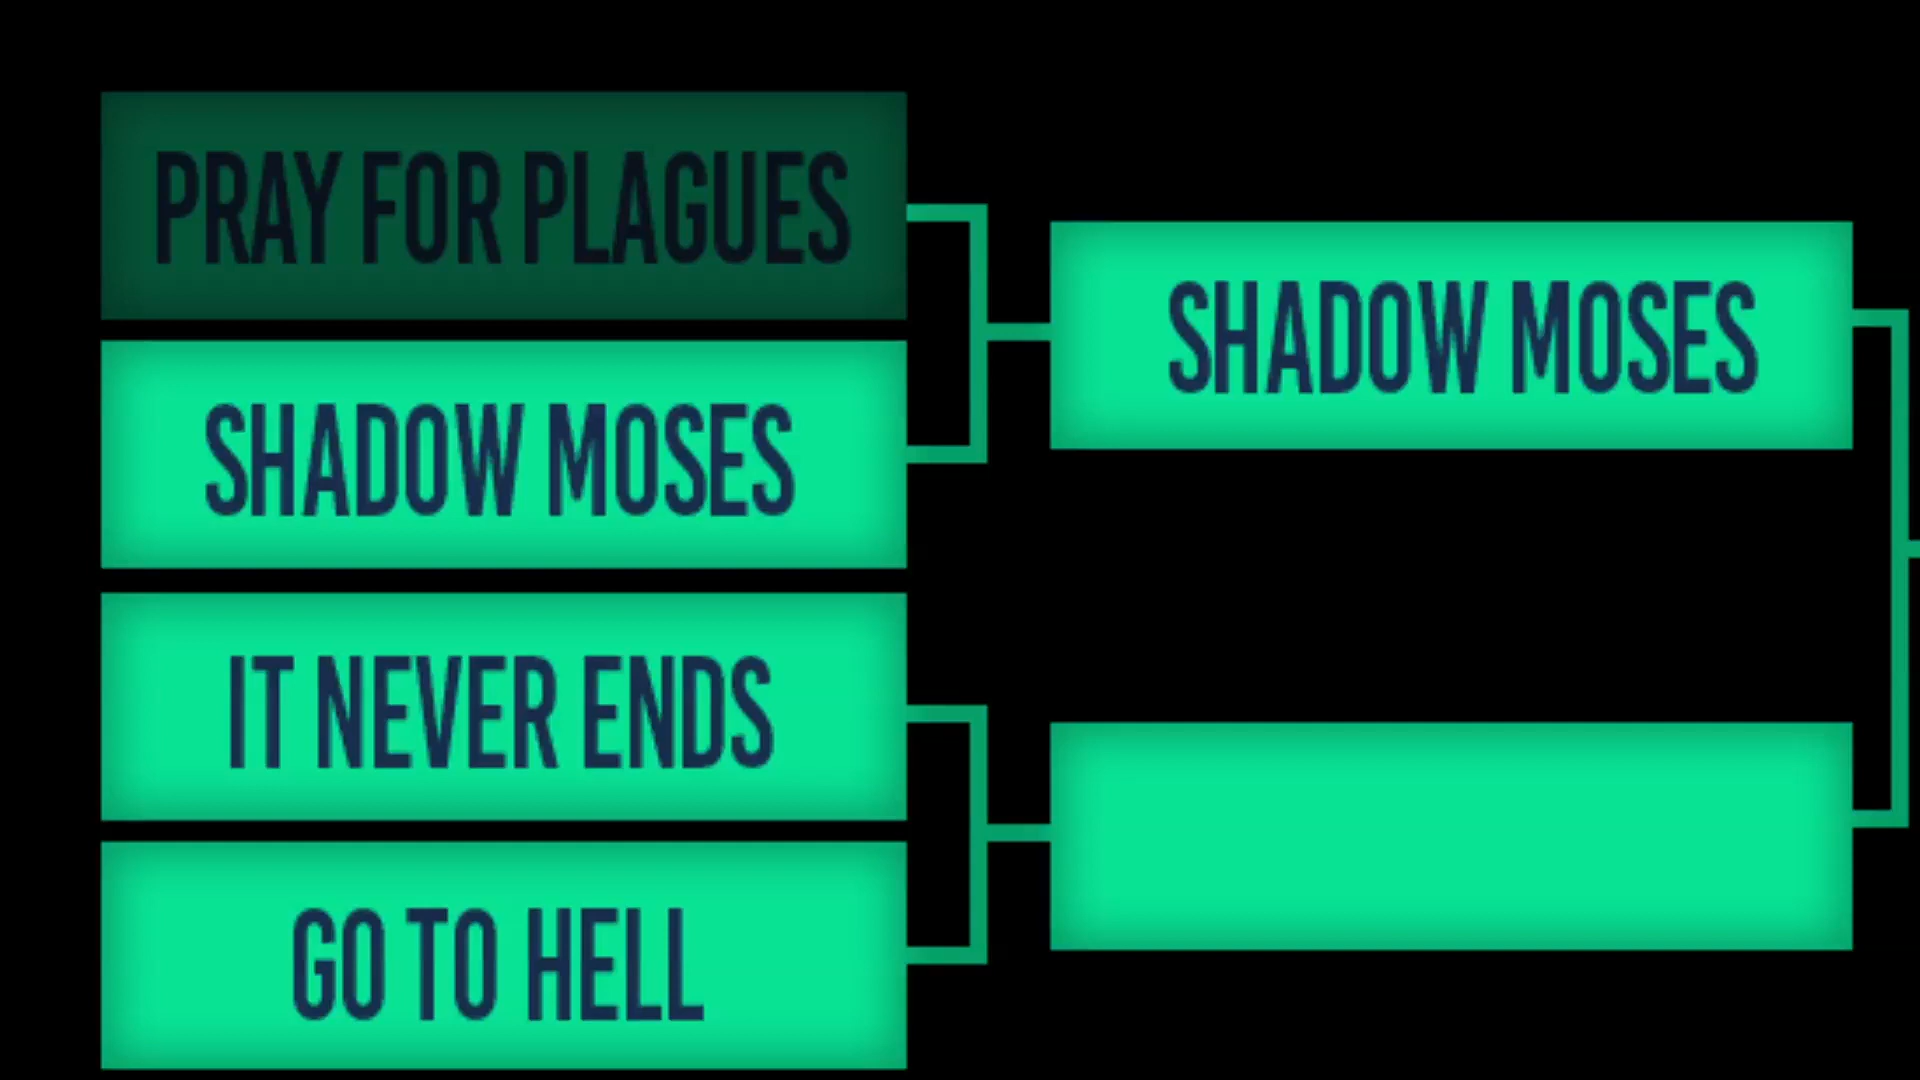 PRAY FOR PLAGUES
SHADOW MOSES
IT NEVER ENDS
GO TO HELL
SHADOW MOSES